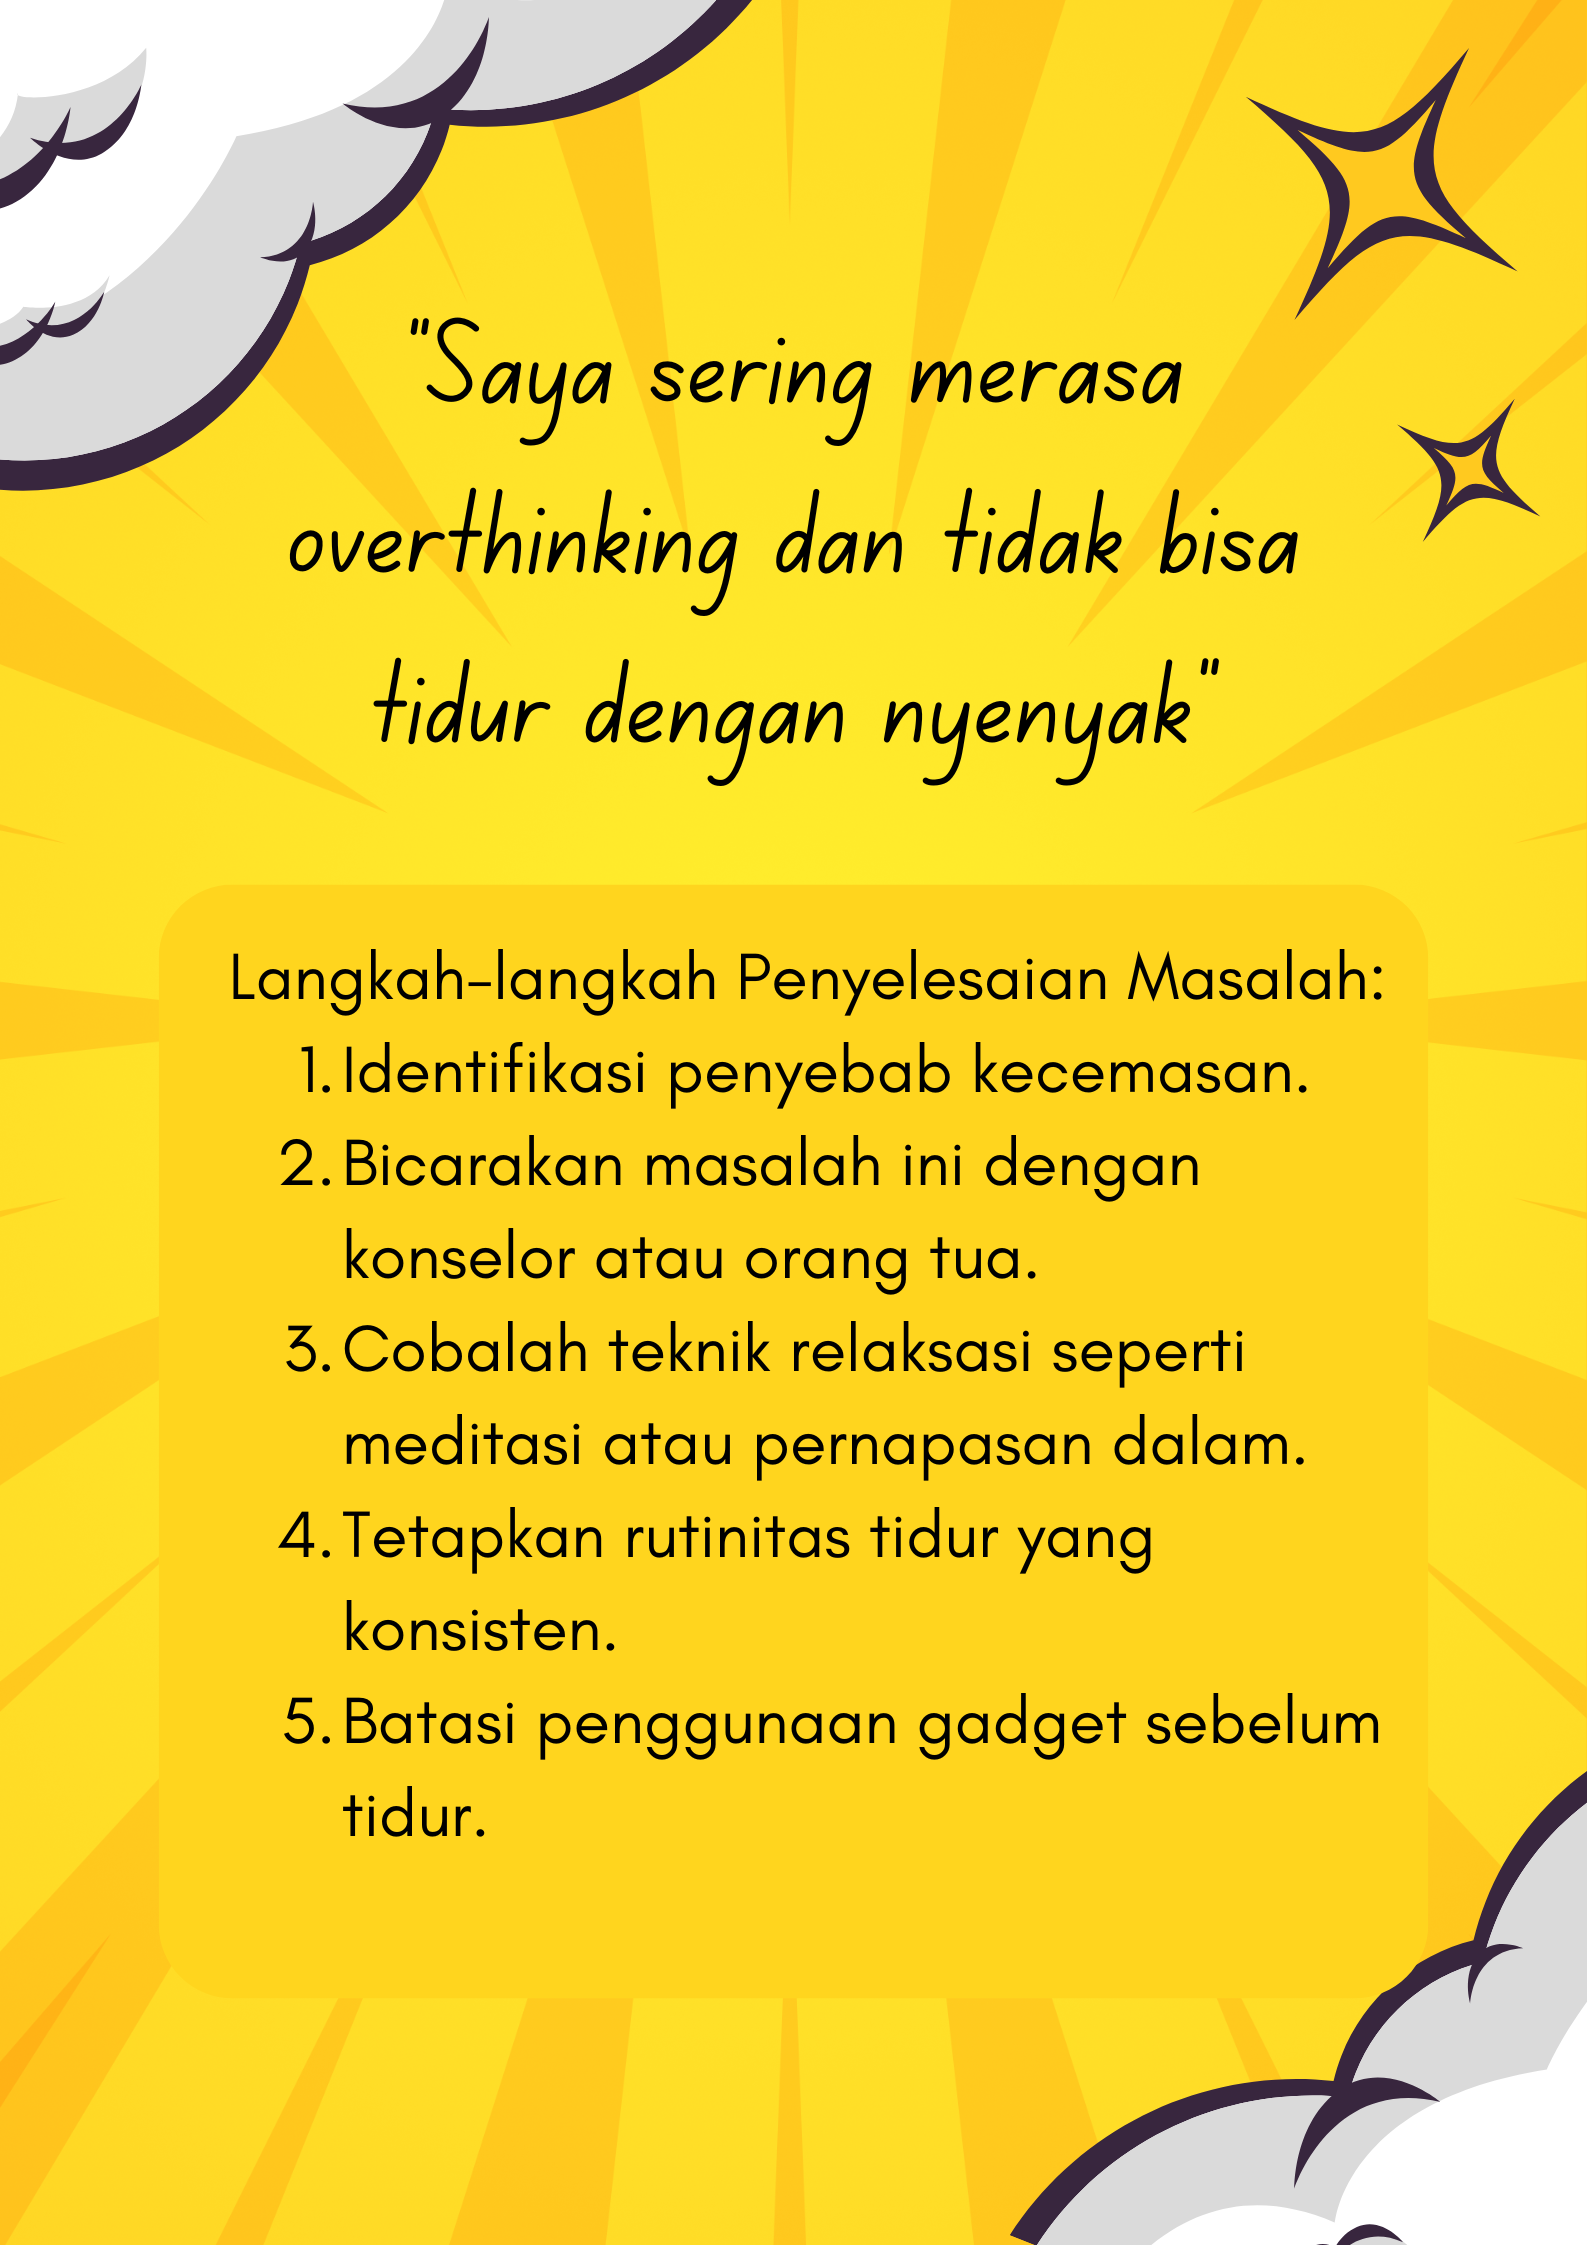 "Saya sering merasa
overthinking dan tidak bisa
tidur dengan nyenyak"
Langkah-langkah Penyelesaian Masalah:
1. Identifikasi penyebab kecemasan.
2. Bicarakan masalah ini dengan
konselor atau orang tua.
3. Cobalah teknik relaksasi seperti
meditasi atau pernapasan dalam.
4. Tetapkan rutinitas tidur yang
konsisten.
5. Batasi penggunaan gadget sebelum
tidur.